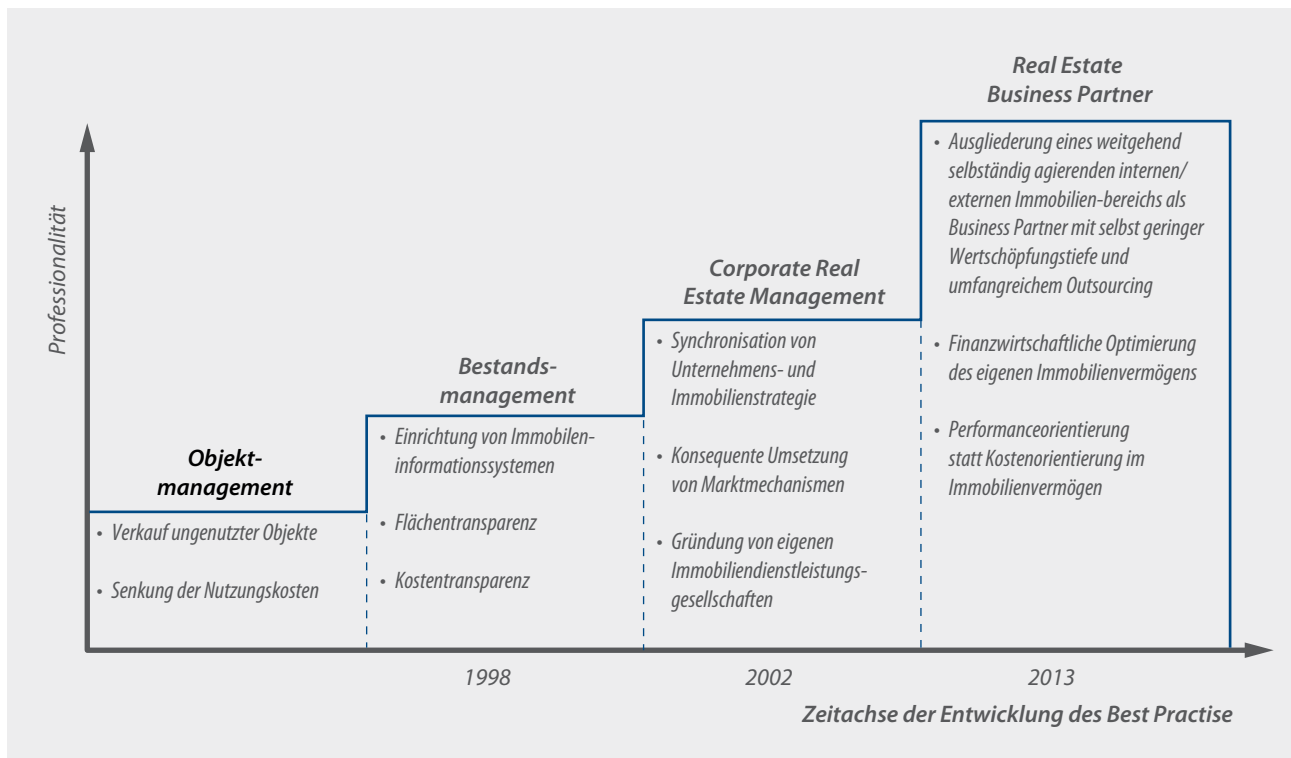 Professionalität
Objekt-
management
• Verkauf ungenutzter Objekte
• Senkung der Nutzungskosten
Bestands-
management
• Einrichtung von Immobilen-
informationssystemen
• Flächentransparenz
• Kostentransparenz
Corporate Real
Estate Management
• Synchronisation von
Unternehmens- und
Immobilienstrategie
• Konsequente Umsetzung
von Marktmechanismen
• Gründung von eigenen
Immobiliendienstleistungs-
gesellschaften
Real Estate
Business Partner
• Ausgliederung eines weitgehend
selbständig agierenden internen/
externen Immobilien-bereichs als
Business Partner mit selbst geringer
Wertschöpfungstiefe und
umfangreichem Outsourcing
• Finanzwirtschaftliche Optimierung
des eigenen Immobilienvermögens
• Performanceorientierung
statt Kostenorientierung im
Immobilienvermögen
1998
2002
2013
Zeitachse der Entwicklung des Best Practise